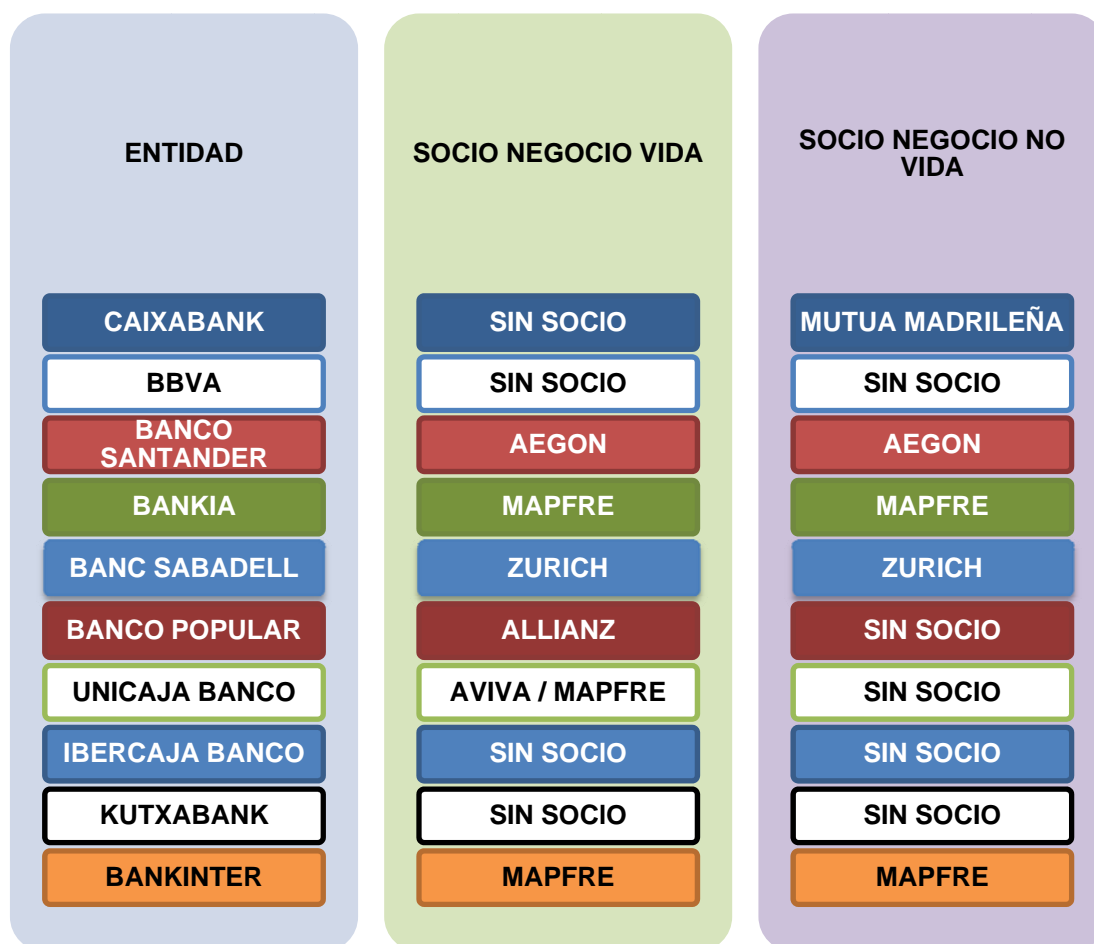 ENTIDAD
SOCIO NEGOCIO VIDA
SOCIO NEGOCIO NO
VIDA
CAIXABANK
SIN SOCIO
MUTUA MADRILEÑA
BBVA
SIN SOCIO
SIN SOCIO
BANCO
SANTANDER
AEGON
AEGON
BANKIA
MAPFRE
MAPFRE
BANC SABADELL
ZURICH
ZURICH
BANCO POPULAR
ALLIANZ
SIN SOCIO
UNICAJA BANCO
AVIVA / MAPFRE
SIN SOCIO
IBERCAJA BANCO
SIN SOCIO
SIN SOCIO
KUTXABANK
SIN SOCIO
SIN SOCIO
BANKINTER
MAPFRE
MAPFRE